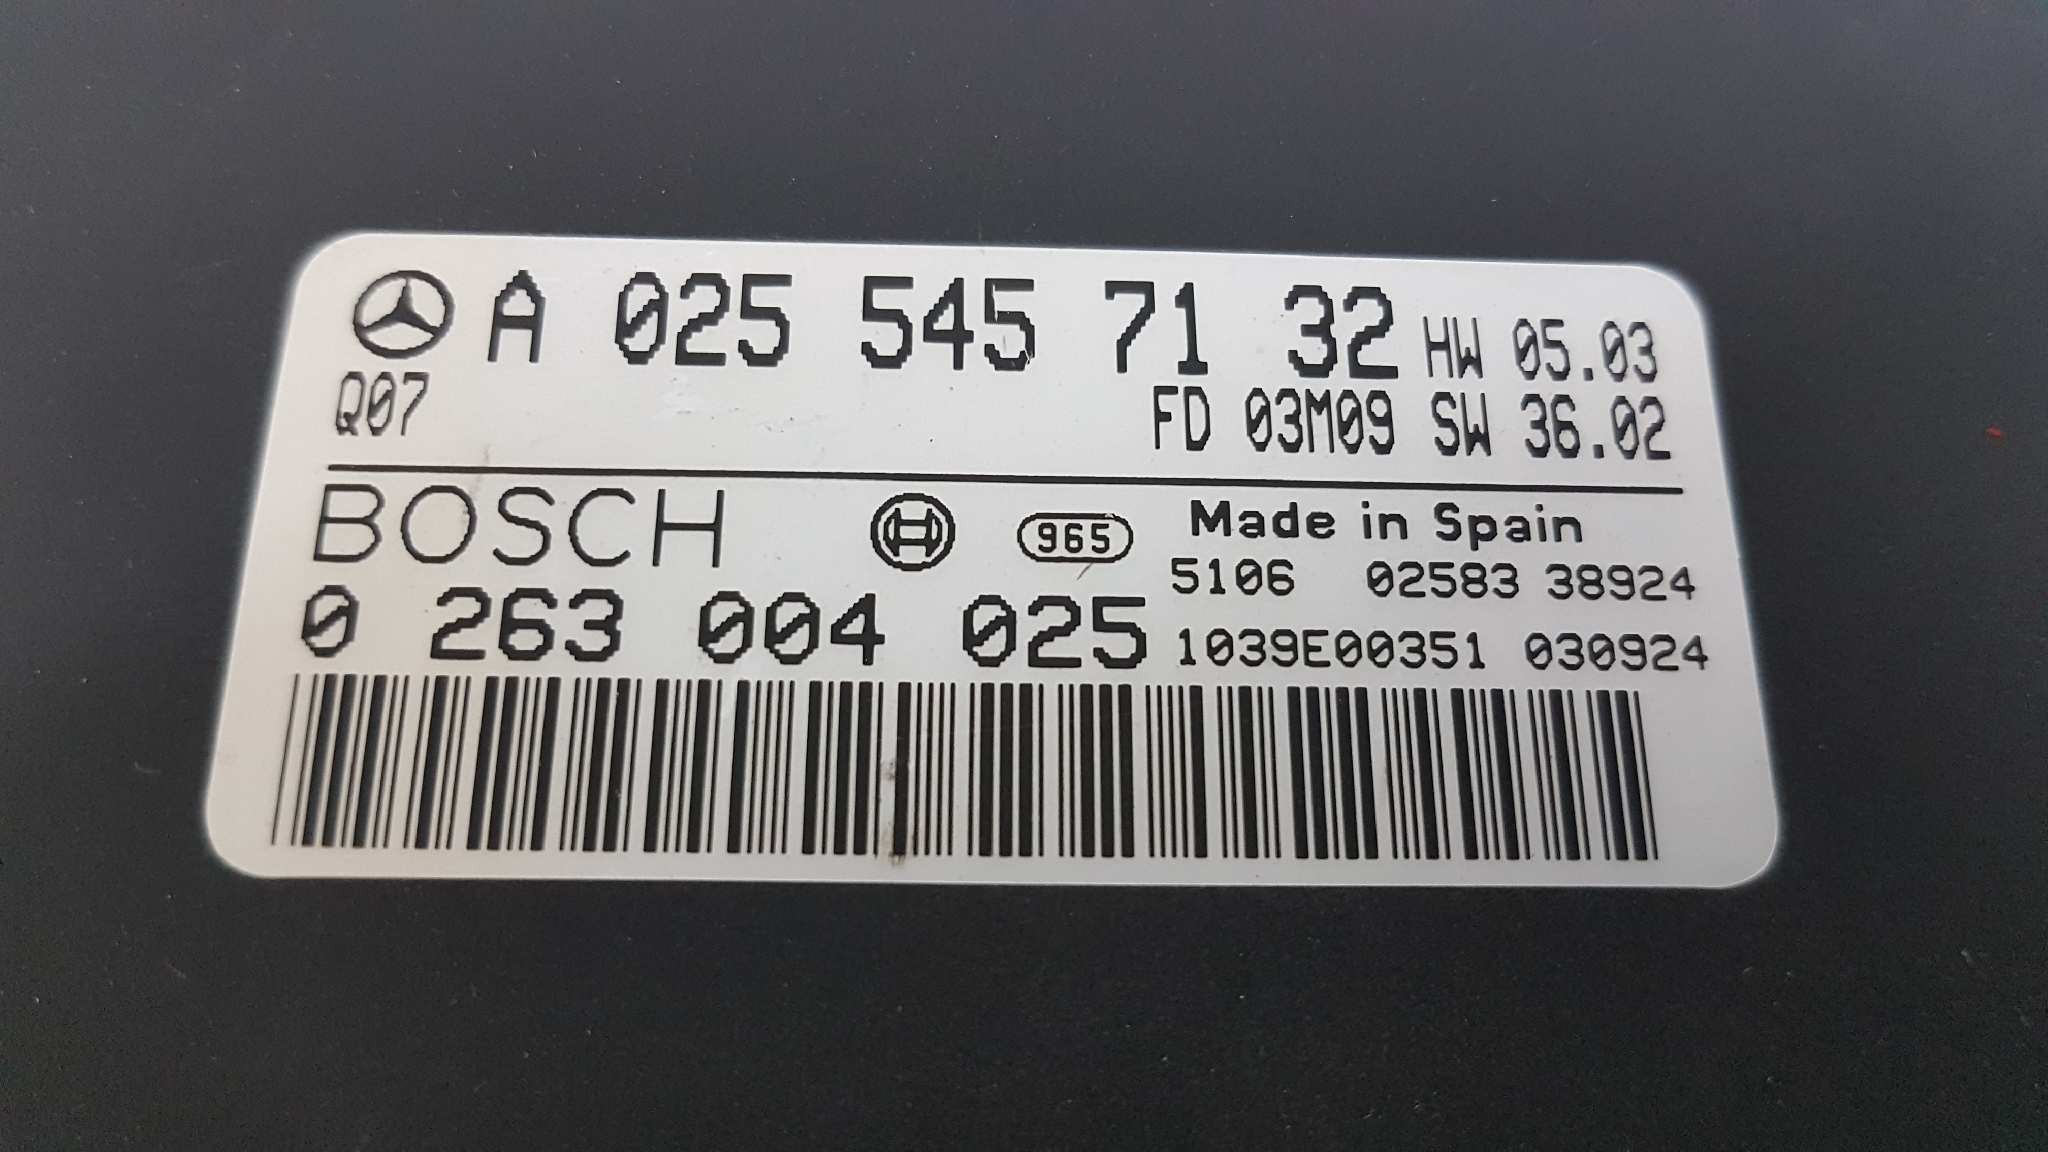 A 025 545 71 32 HW 05.03
Q07 FD 03M09 SW 36.02
BOSCH 965 Made in Spain
5106 02583 38924
0 263 004 025 1039E00351 030924